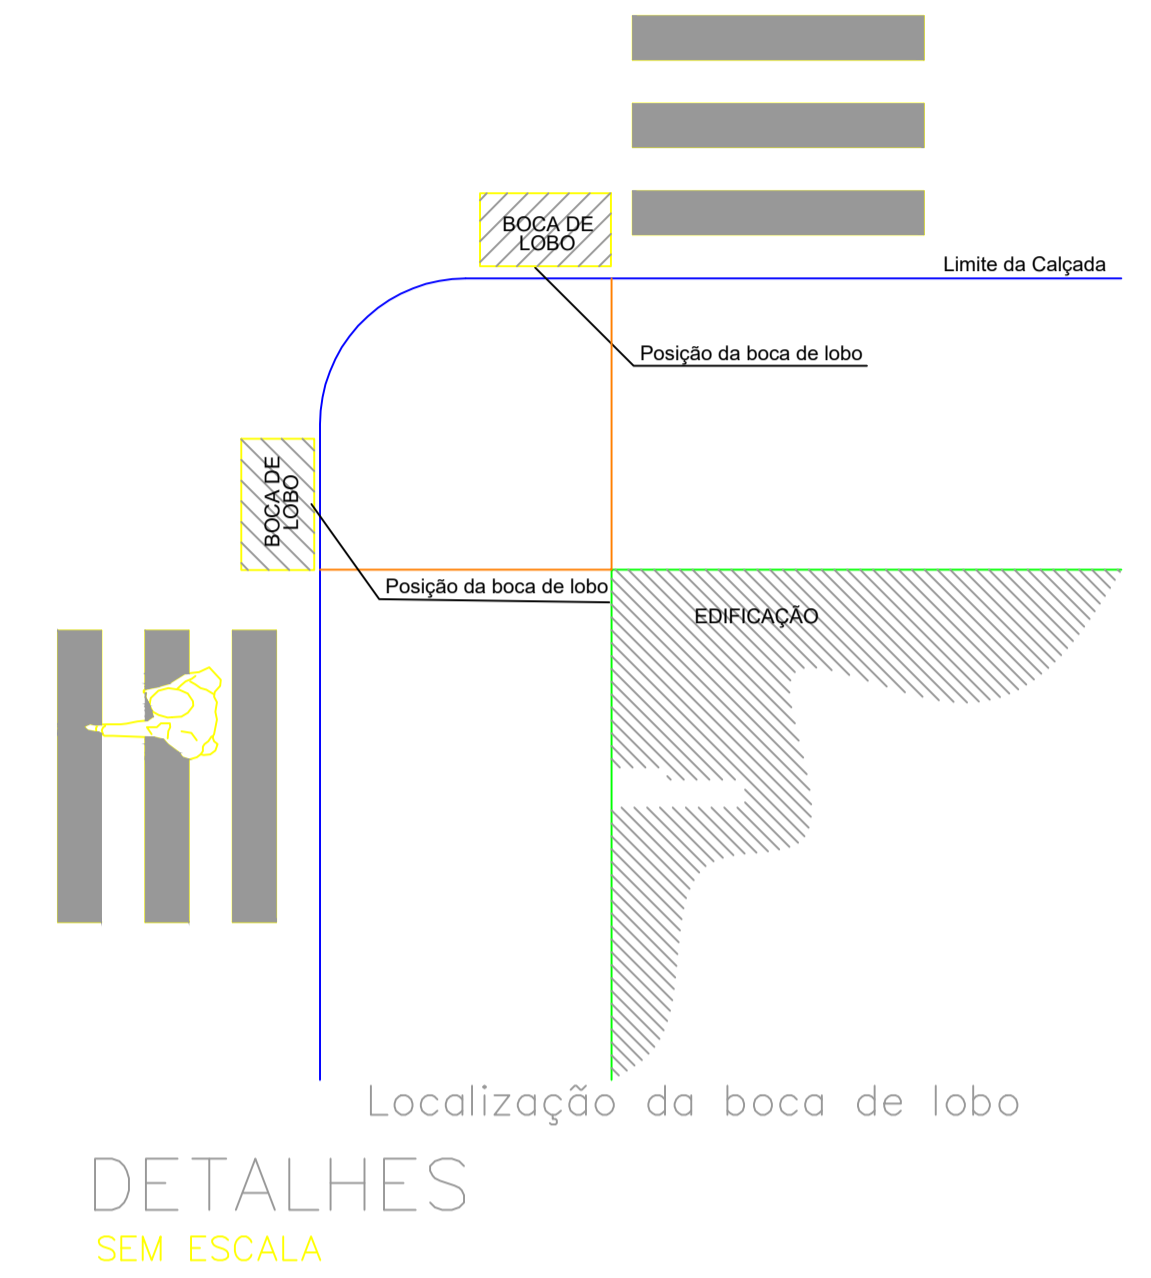 BOCA DE
LOBO
Limite da Calçada
Posição da boca de lobo
BOCA DE
LOBO
Posição da boca de lobo
EDIFICAÇÃO
Localização da boca de lobo
DETALHES
SEM ESCALA